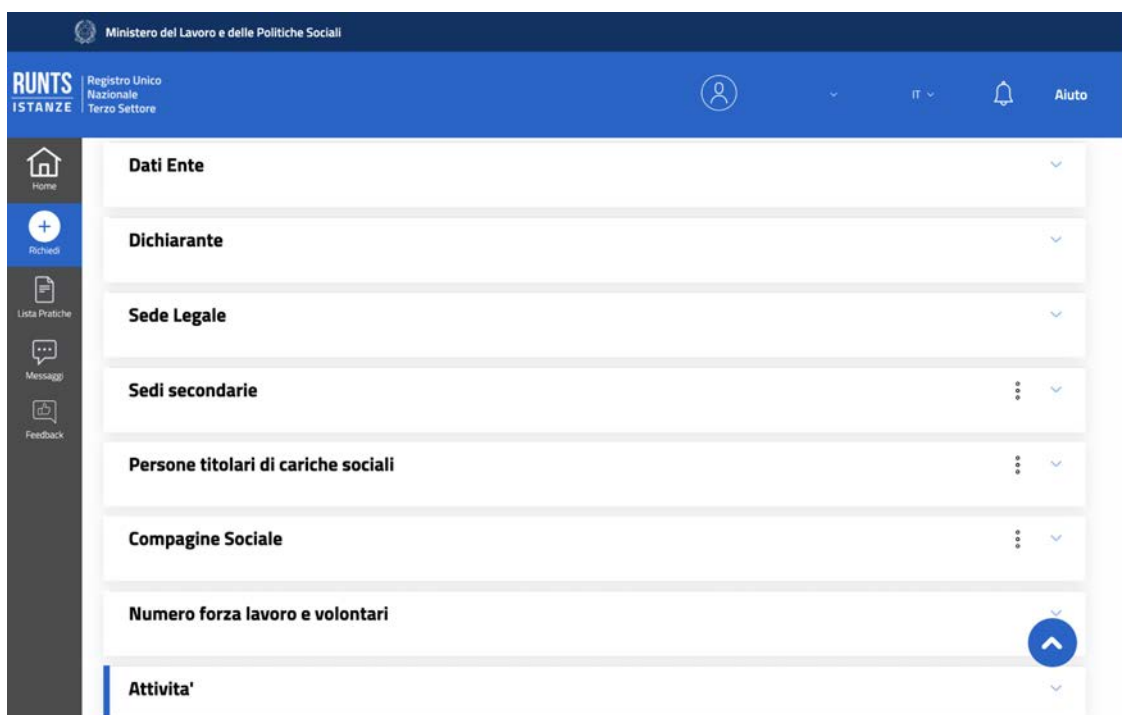 Ministero del Lavoro e delle Politiche Sociali
RUNTS
ISTANZE
Registro Unico
Nazionale
Terzo Settore
IT
Aiuto
Home
Richiedi
Lista Pratiche
Messaggi
Feedback
Dati Ente
Dichiarante
Sede Legale
Sedi secondarie
Persone titolari di cariche sociali
Compagine Sociale
Numero forza lavoro e volontari
Attivita'